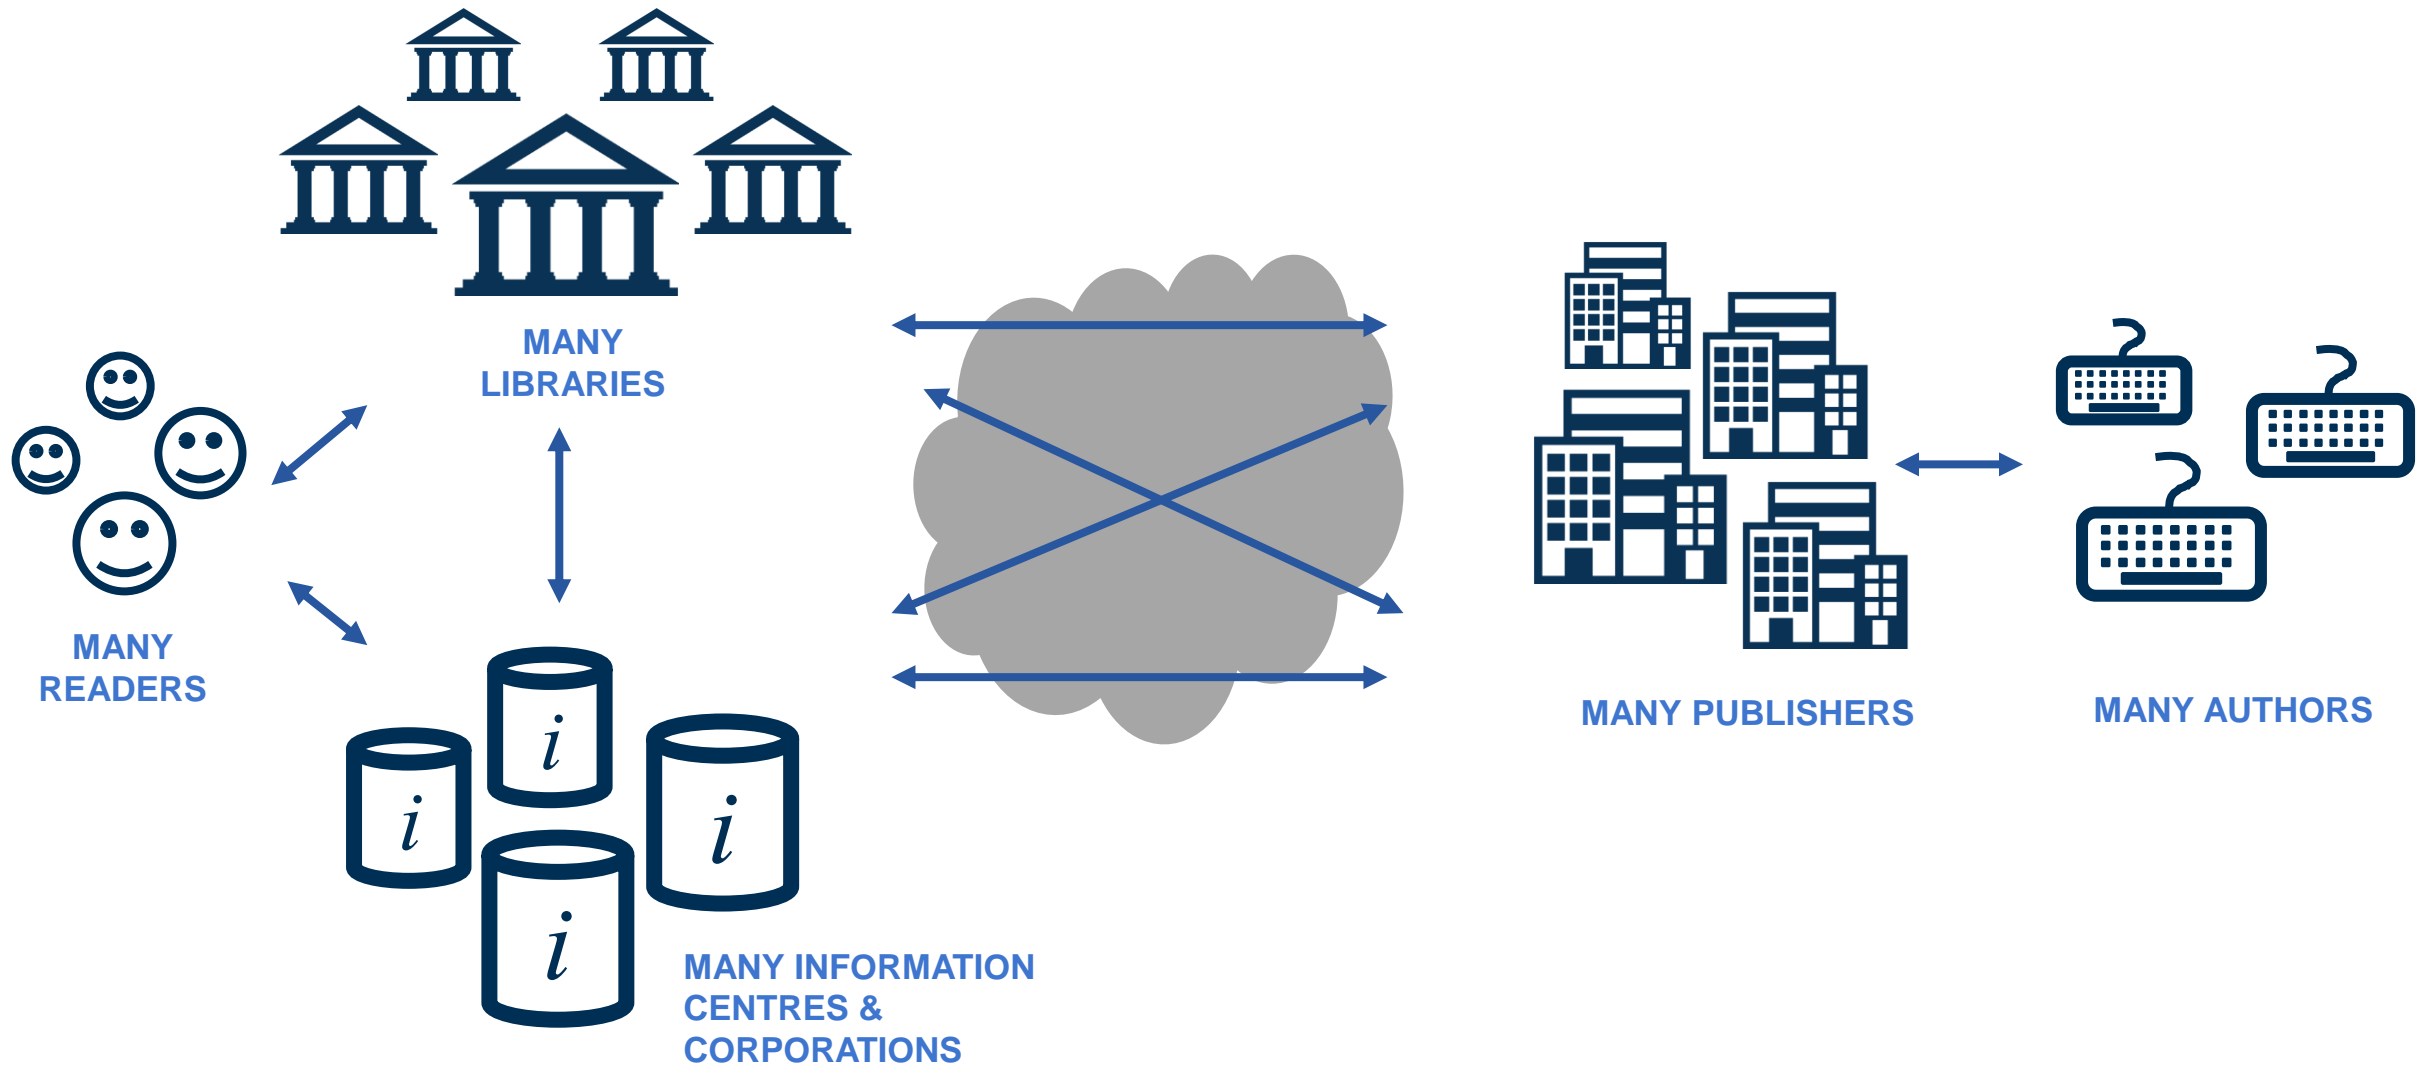 MANY
LIBRARIES
MANY
READERS
i
i
i
i
MANY INFORMATION
CENTRES &
CORPORATIONS
MANY PUBLISHERS
MANY AUTHORS